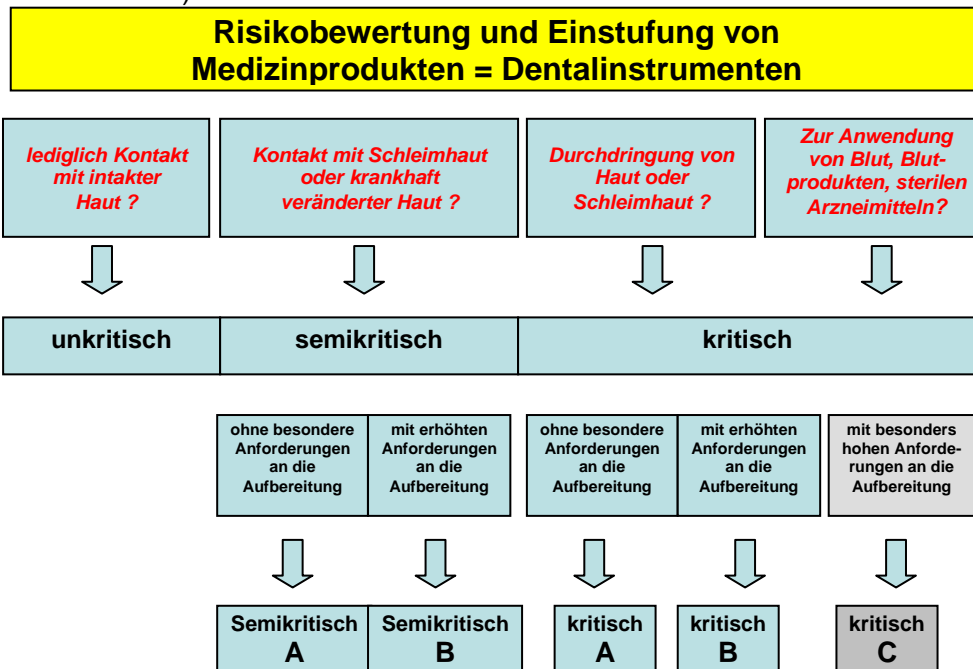 Risikobewertung und Einstufung von
Medizinprodukten = Dentalinstrumenten
lediglich Kontakt
mit intakter
Haut ?
Kontakt mit Schleimhaut
oder krankhaft
veränderter Haut ?
Durchdringung von
Haut oder
Schleimhaut ?
Zur Anwendung
von Blut, Blut-
produkten, sterilen
Arzneimitteln?
unkritisch
semikritisch
kritisch
ohne besondere
Anforderungen
an die
Aufbereitung
mit erhöhten
Anforderungen
an die
Aufbereitung
ohne besondere
Anforderungen
an die
Aufbereitung
mit erhöhten
Anforderungen
an die
Aufbereitung
mit besonders
hohen Anforde-
rungen an die
Aufbereitung
Semikritisch
A
Semikritisch
B
kritisch
A
kritisch
B
kritisch
C